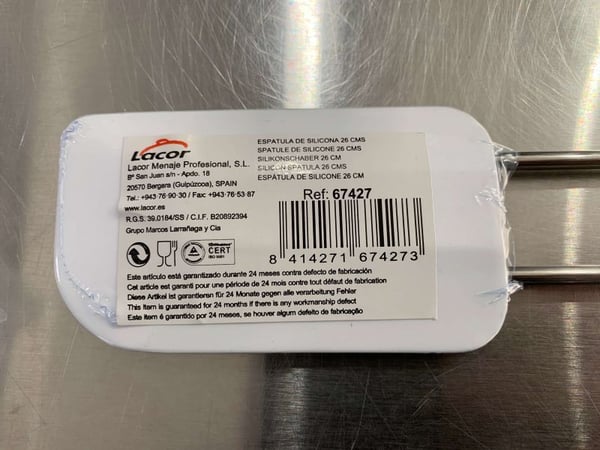 Lacor
Lacor Menaje Profesional, S.L.
Bº San Juan s/n - Apdo. 18
20570 Bergara (Guipúzcoa), SPAIN
Tel.: +943·76·90·30 / Fax: +943·76·53·87
www.lacor.es
R.G.S. 39.0184/SS / C.I.F. B20892394
Grupo Marcos Larrañaga y Cia
ESPATULA DE SILICONA 26 CMS
SPATULE DE SILICONE 26 CMS
SILIKONSCHABER 26 CM
SILICON SPATULA 26 CMS
ESPÁTULA DE SILICONE 26 CM
Ref: 67427
8 414271 674273
CERT
ISO 9001
Este artículo está garantizado durante 24 meses contra defecto de fabricación
Cet article est garanti pour une période de 24 mois contre tout défaut de fabrication
Diese Artikel ist garantieren für 24 Monate gegen alle verarbeitung Fehler
This item is guaranteed for 24 months if there is any workmanship defect
Este item é garantido por 24 meses, se houver algum defeito de fabricação